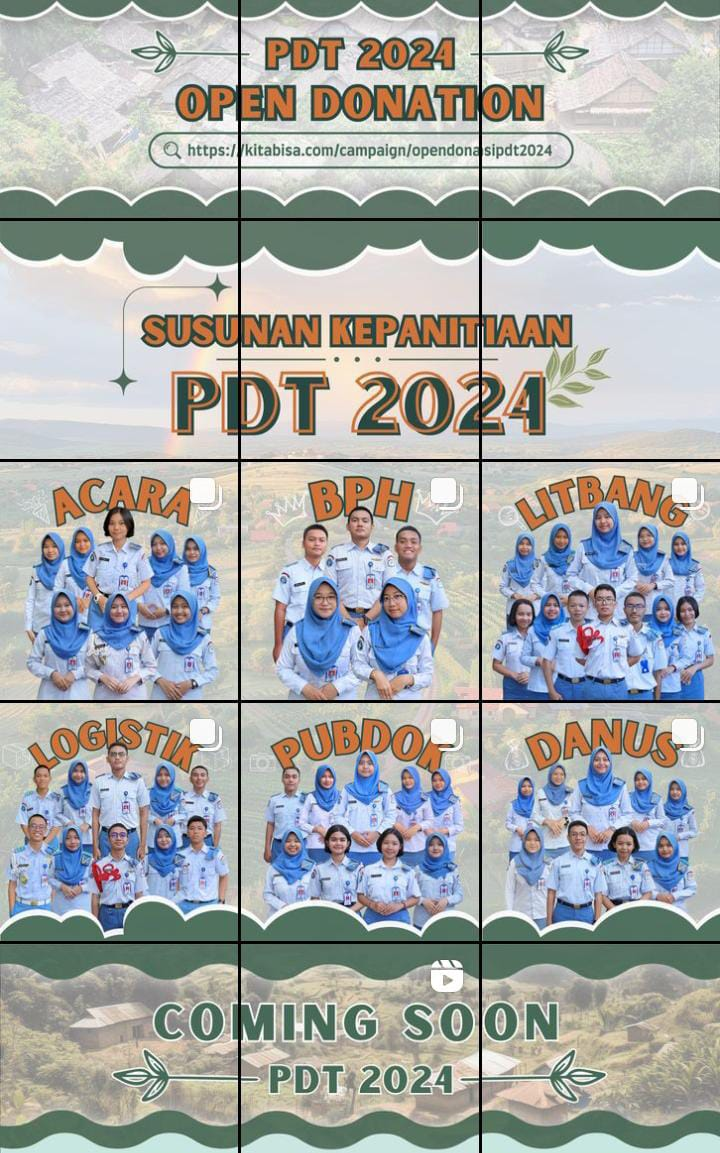 PDT 2024
OPEN DONATION
https://kitabisa.com/campaign/opendonasipdt2024
SUSUNAN KEPANITIAAN
PDT 2024
ACARA
BPH
LITBANG
LOGISTIK
PUBDOK
DANUS
COMING SOON
PDT 2024